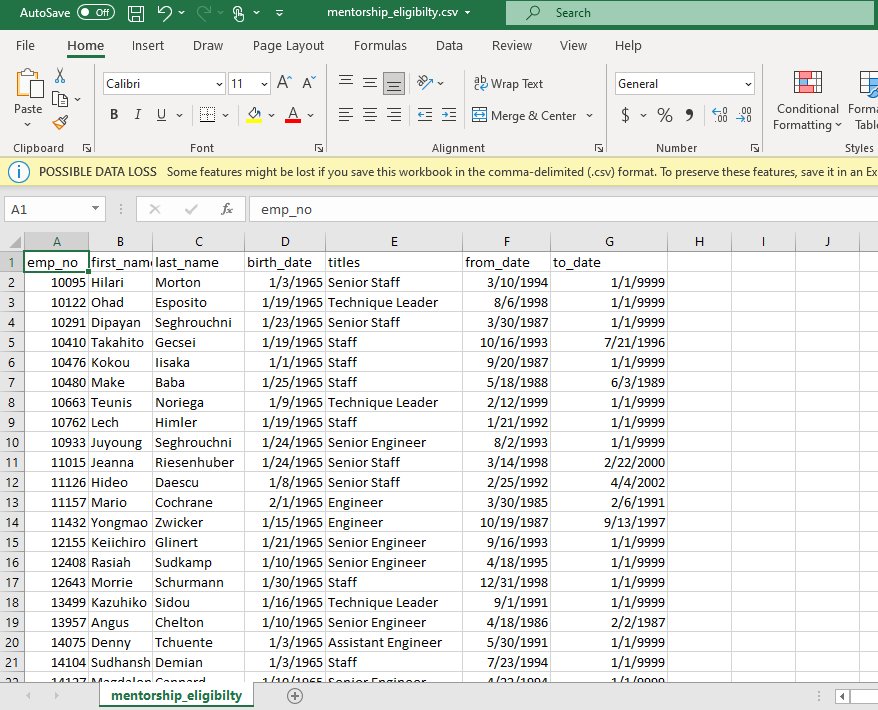 AutoSave Off mentorship_eligibilty.csv Search
File Home Insert Draw Page Layout Formulas Data Review View Help
Calibri 11 A A Wrap Text General
Paste B I U A Merge & Center $ % Conditional
Formatting
Clipboard Font Alignment Number Styles
POSSIBLE DATA LOSS Some features might be lost if you save this workbook in the comma-delimited (.csv) format. To preserve these features, save it in an Ex
A1 fx emp_no
A B C D E F G H I J
1 emp_no first_name last_name birth_date titles from_date to_date
2 10095 Hilari Morton 1/3/1965 Senior Staff 3/10/1994 1/1/9999
3 10122 Ohad Esposito 1/19/1965 Technique Leader 8/6/1998 1/1/9999
4 10291 Dipayan Seghrouchni 1/23/1965 Senior Staff 3/30/1987 1/1/9999
5 10410 Takahito Gecsei 1/19/1965 Staff 10/16/1993 7/21/1996
6 10476 Kokou Iisaka 1/1/1965 Staff 9/20/1987 1/1/9999
7 10480 Make Baba 1/25/1965 Staff 5/18/1988 6/3/1989
8 10663 Teunis Noriega 1/9/1965 Technique Leader 2/12/1999 1/1/9999
9 10762 Lech Himler 1/19/1965 Staff 1/21/1992 1/1/9999
10 10933 Juyoung Seghrouchni 1/24/1965 Senior Engineer 8/2/1993 1/1/9999
11 11015 Jeanna Riesenhuber 1/24/1965 Senior Staff 3/14/1998 2/22/2000
12 11126 Hideo Daescu 1/8/1965 Senior Staff 2/25/1992 4/4/2002
13 11157 Mario Cochrane 2/1/1965 Engineer 3/30/1985 2/6/1991
14 11432 Yongmao Zwicker 1/15/1965 Engineer 10/19/1987 9/13/1997
15 12155 Keiichiro Glinert 1/21/1965 Senior Engineer 9/16/1993 1/1/9999
16 12408 Rasiah Sudkamp 1/10/1965 Senior Engineer 4/18/1995 1/1/9999
17 12643 Morrie Schurmann 1/30/1965 Staff 12/31/1998 1/1/9999
18 13499 Kazuhiko Sidou 1/16/1965 Technique Leader 9/1/1991 1/1/9999
19 13957 Angus Chelton 1/10/1965 Senior Engineer 4/18/1986 2/2/1987
20 14075 Denny Tchuente 1/3/1965 Assistant Engineer 5/30/1991 1/1/9999
21 14104 Sudhansh Demian 1/3/1965 Staff 7/23/1994 1/1/9999
mentorship_eligibilty